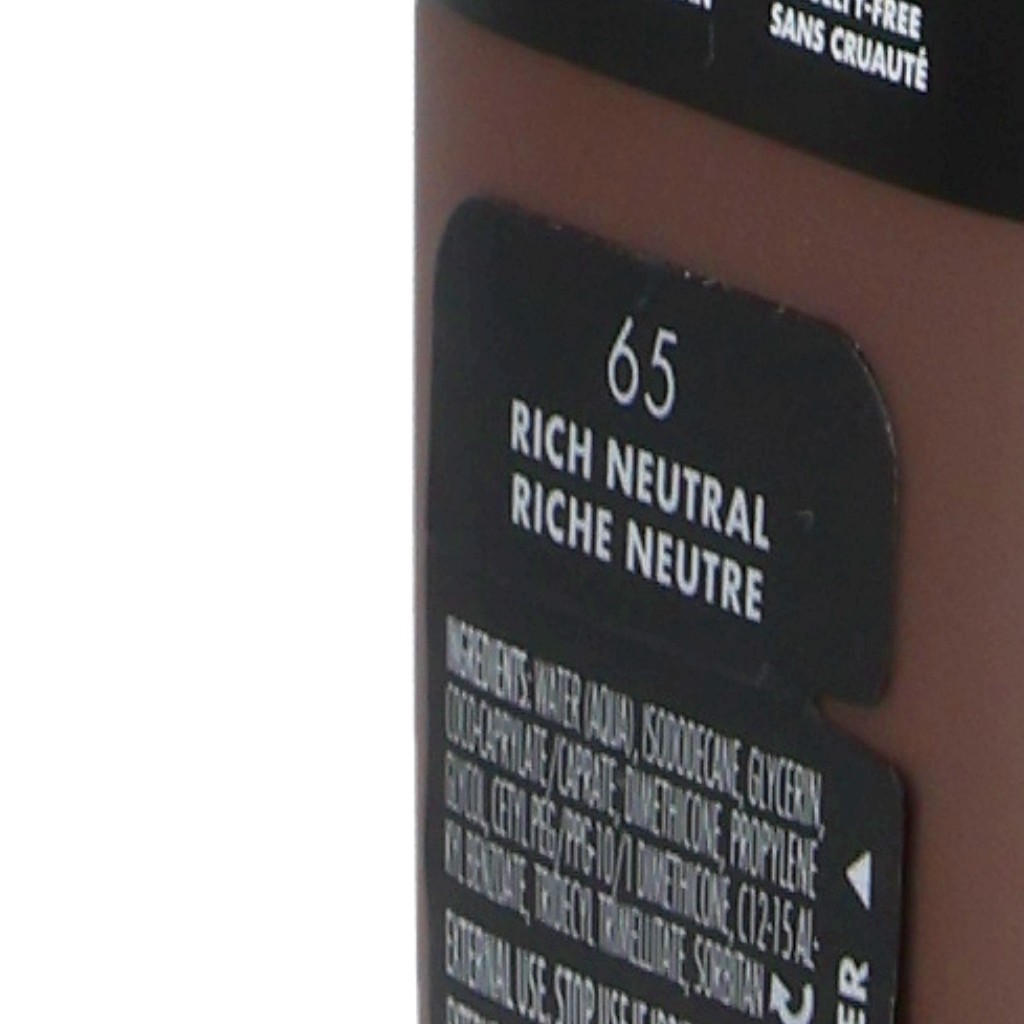 SANS CRUAUTÉ
65
RICH NEUTRAL
RICHE NEUTRE
INGREDIENTS: WATER (AQUA), ISODODECANE, GLYCERIN,
COCO-CAPRYLATE/CAPRATE, DIMETHICONE, PROPYLENE
GLYCOL, CETYL PEG/PPG-10/1 DIMETHICONE, C12-15 AL-
KYL BENZOATE, TRIDECYL TRIMELLITATE, SORBITAN
EXTERNAL USE. STOP USE IF